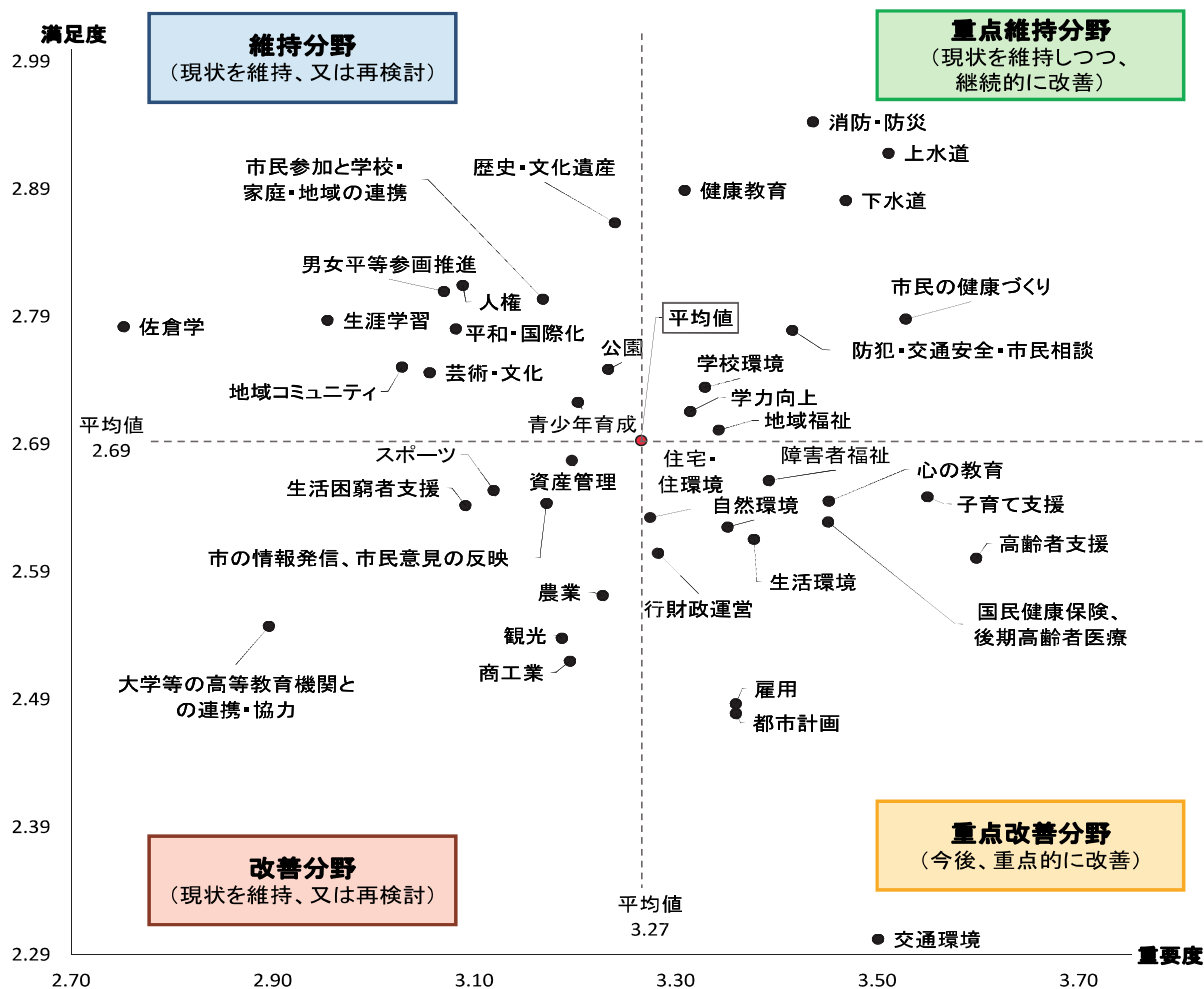 満足度
維持分野
（現状を維持、又は再検討）
重点維持分野
（現状を維持しつつ、
継続的に改善）
2.99
消防・防災
上水道
市民参加と学校・
家庭・地域の連携
歴史・文化遺産
2.89
健康教育
下水道
男女平等参画推進
人権
市民の健康づくり
2.79
佐倉学
生涯学習
平和・国際化
平均値
防犯・交通安全・市民相談
公園
学校環境
地域コミュニティ
芸術・文化
学力向上
平均値
2.69
青少年育成
地域福祉
2.69
スポーツ
住宅・
住環境
障害者福祉
心の教育
生活困窮者支援
資産管理
自然環境
子育て支援
市の情報発信、市民意見の反映
高齢者支援
2.59
農業
行財政運営
生活環境
国民健康保険、
後期高齢者医療
観光
商工業
大学等の高等教育機関と
の連携・協力
2.49
雇用
都市計画
2.39
改善分野
（現状を維持、又は再検討）
重点改善分野
（今後、重点的に改善）
平均値
3.27
交通環境
2.29
重要度
2.70
2.90
3.10
3.30
3.50
3.70